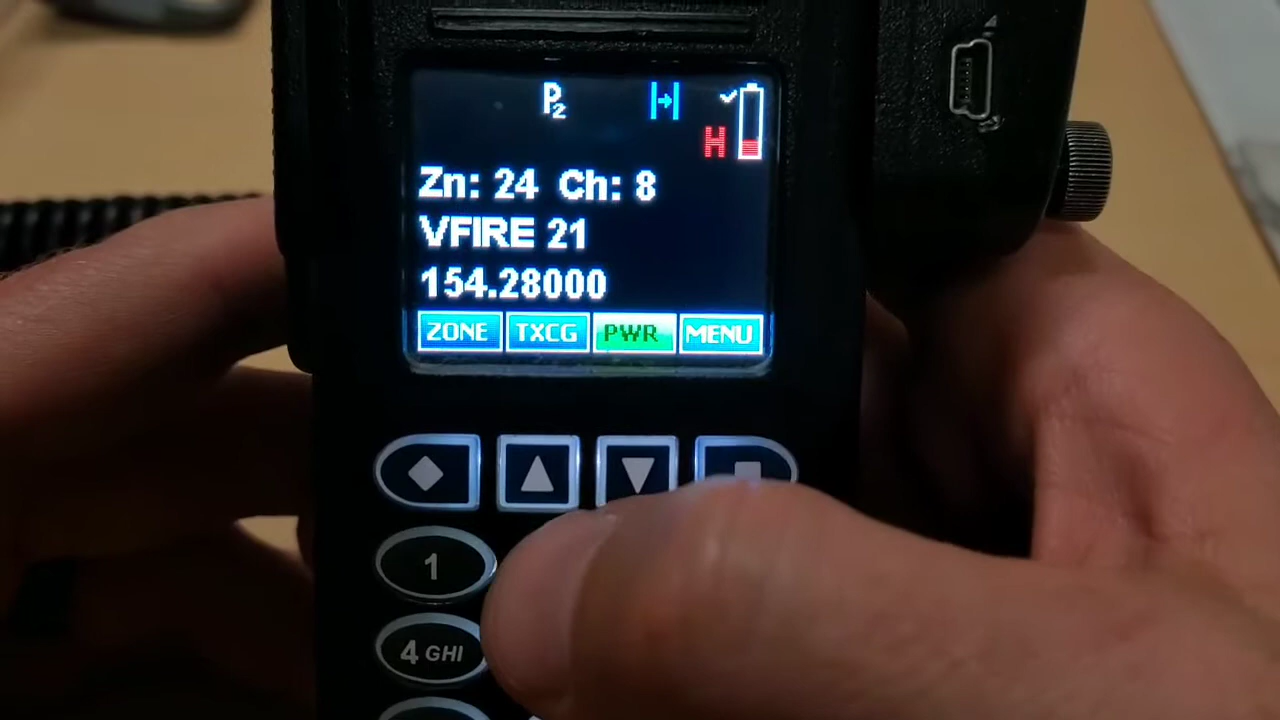 P2
H
Zn: 24 Ch: 8
VFIRE 21
154.28000
ZONE TXCG PWR MENU
1
4 GHI